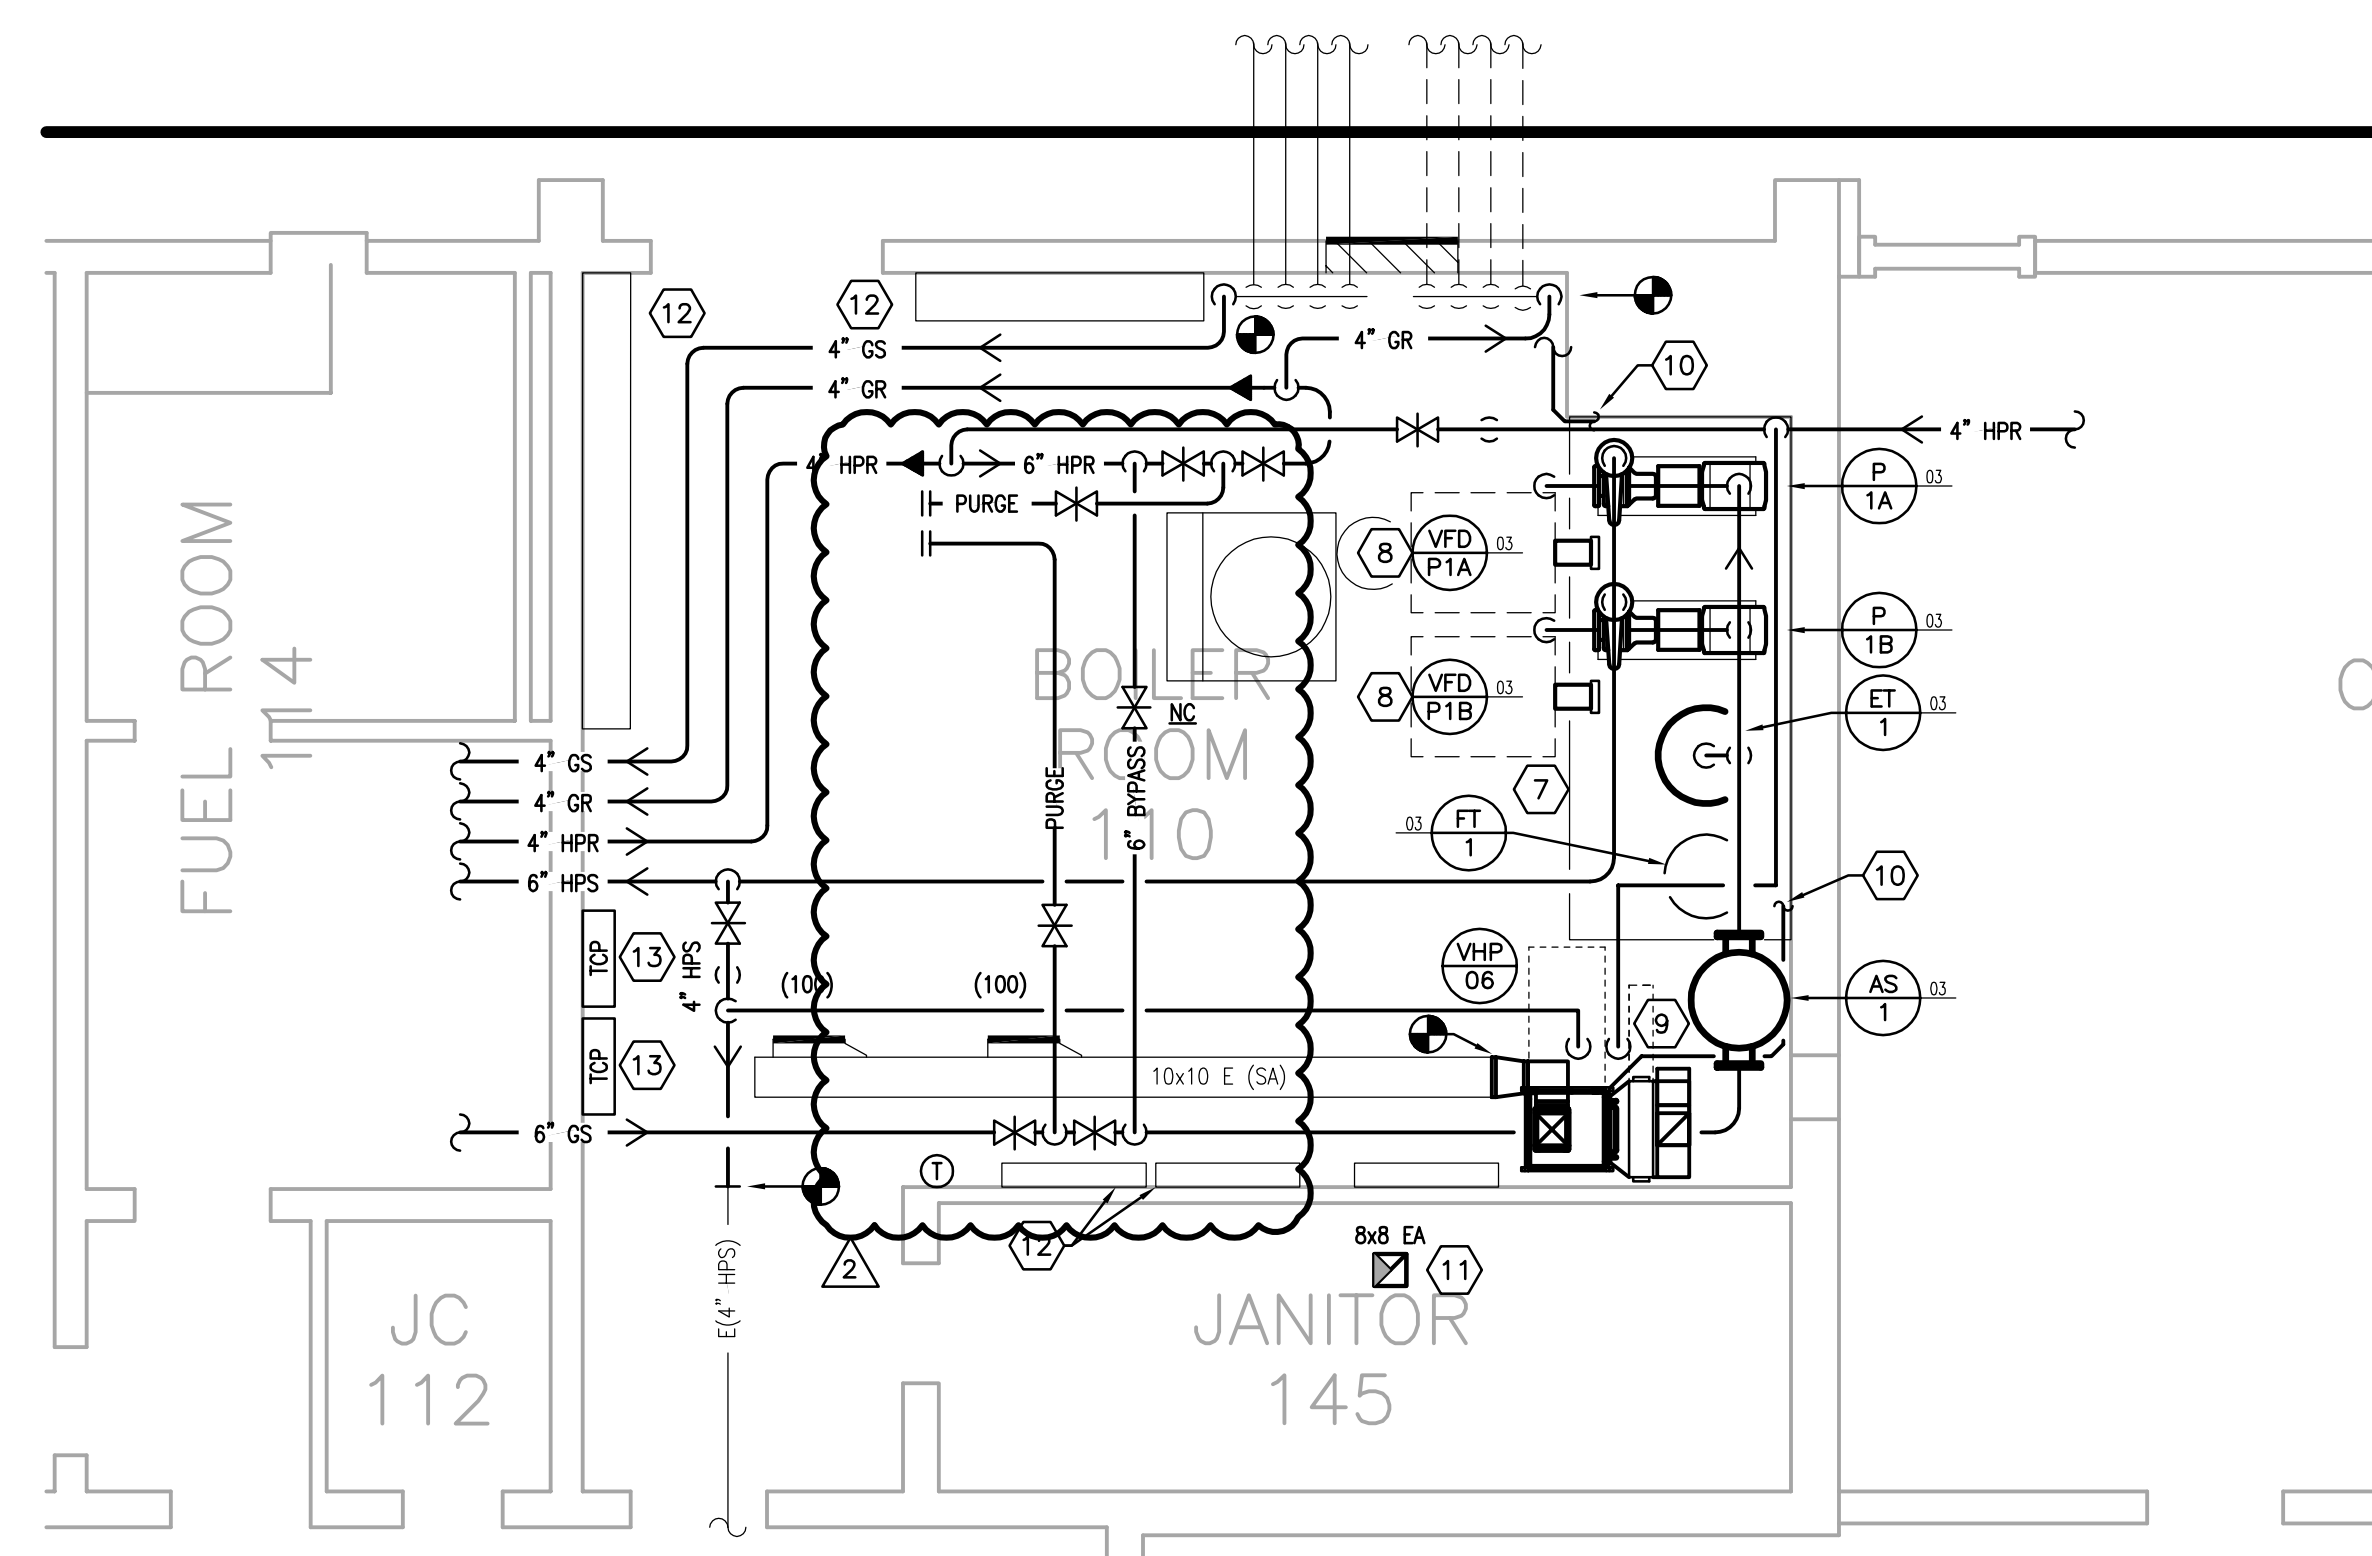 12
12
4" GS
4" GR
10
4" GR
4" HPR
4" HPR
6" HPR
P
1A
03
PURGE
8
VFD
P1A
03
FUEL ROOM
114
P
1B
03
BOILER
ROOM
110
8
VFD
P1B
03
NC
ET
1
03
4" GS
4" GR
4" HPR
6" HPS
PURGE
6" BYPASS
7
03
FT
1
10
TCP
13
4" HPS
(100)
(100)
VHP
06
9
AS
1
03
TCP
13
10x10 E (SA)
6" GS
T
12
2
8x8 EA
11
E(4" HPS)
JC
112
JANITOR
145